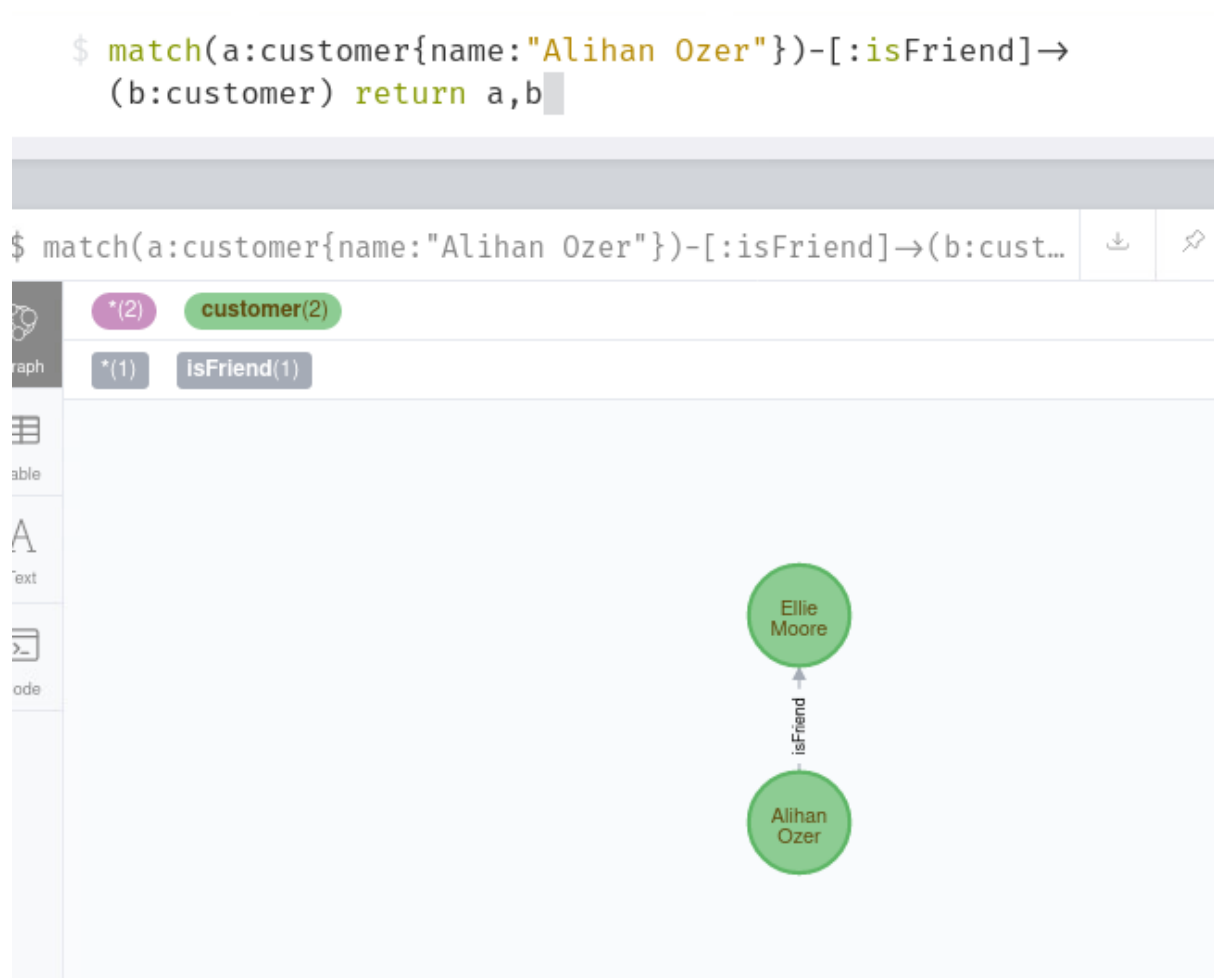 $ match(a:customer{name:"Alihan Ozer"})-[:isFriend]→
(b:customer) return a,b
$ match(a:customer{name:"Alihan Ozer"})-[:isFriend]→(b:cust…
*(2) customer(2)
raph
*(1) isFriend(1)
able
A
ext
ode
Ellie
Moore
isFriend
Alihan
Ozer